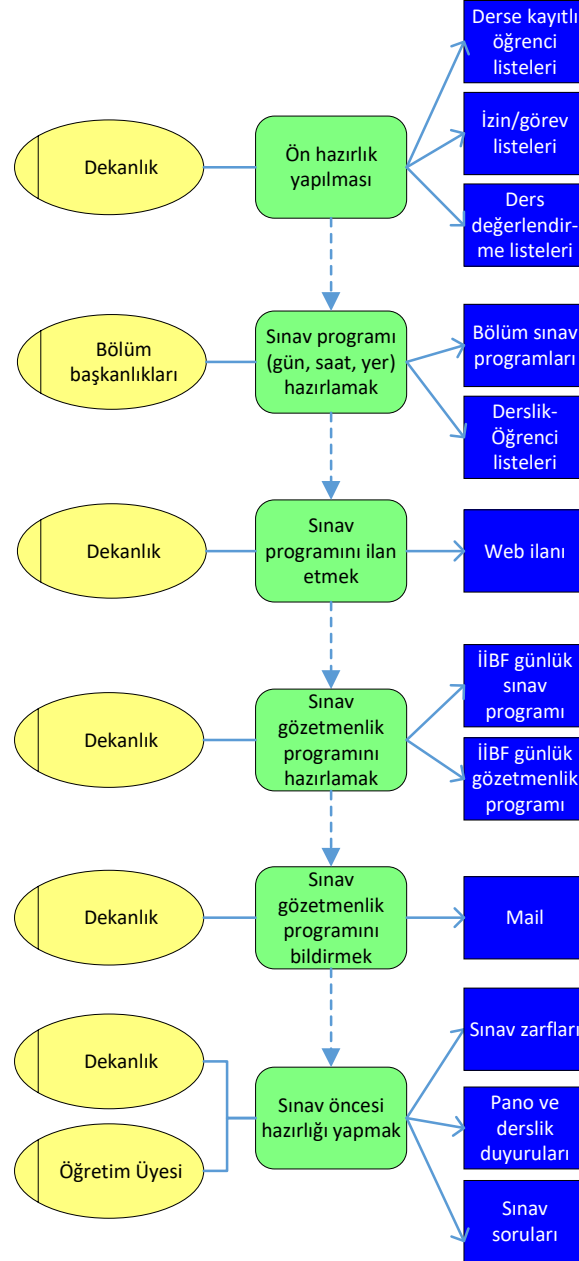 Derse kayıtlı
öğrenci
listeleri
Dekanlık
Ön hazırlık
yapılması
İzin/görev
listeleri
Ders
değerlendir-
me listeleri
Bölüm
başkanlıkları
Sınav programı
(gün, saat, yer)
hazırlamak
Bölüm sınav
programları
Derslik-
Öğrenci
listeleri
Dekanlık
Sınav
programını ilan
etmek
Web ilanı
Dekanlık
Sınav
gözetmenlik
programını
hazırlamak
İİBF günlük
sınav
programı
İİBF günlük
gözetmenlik
programı
Dekanlık
Sınav
gözetmenlik
programını
bildirmek
Mail
Dekanlık
Öğretim Üyesi
Sınav öncesi
hazırlığı yapmak
Sınav zarfları
Pano ve
derslik
duyuruları
Sınav
soruları